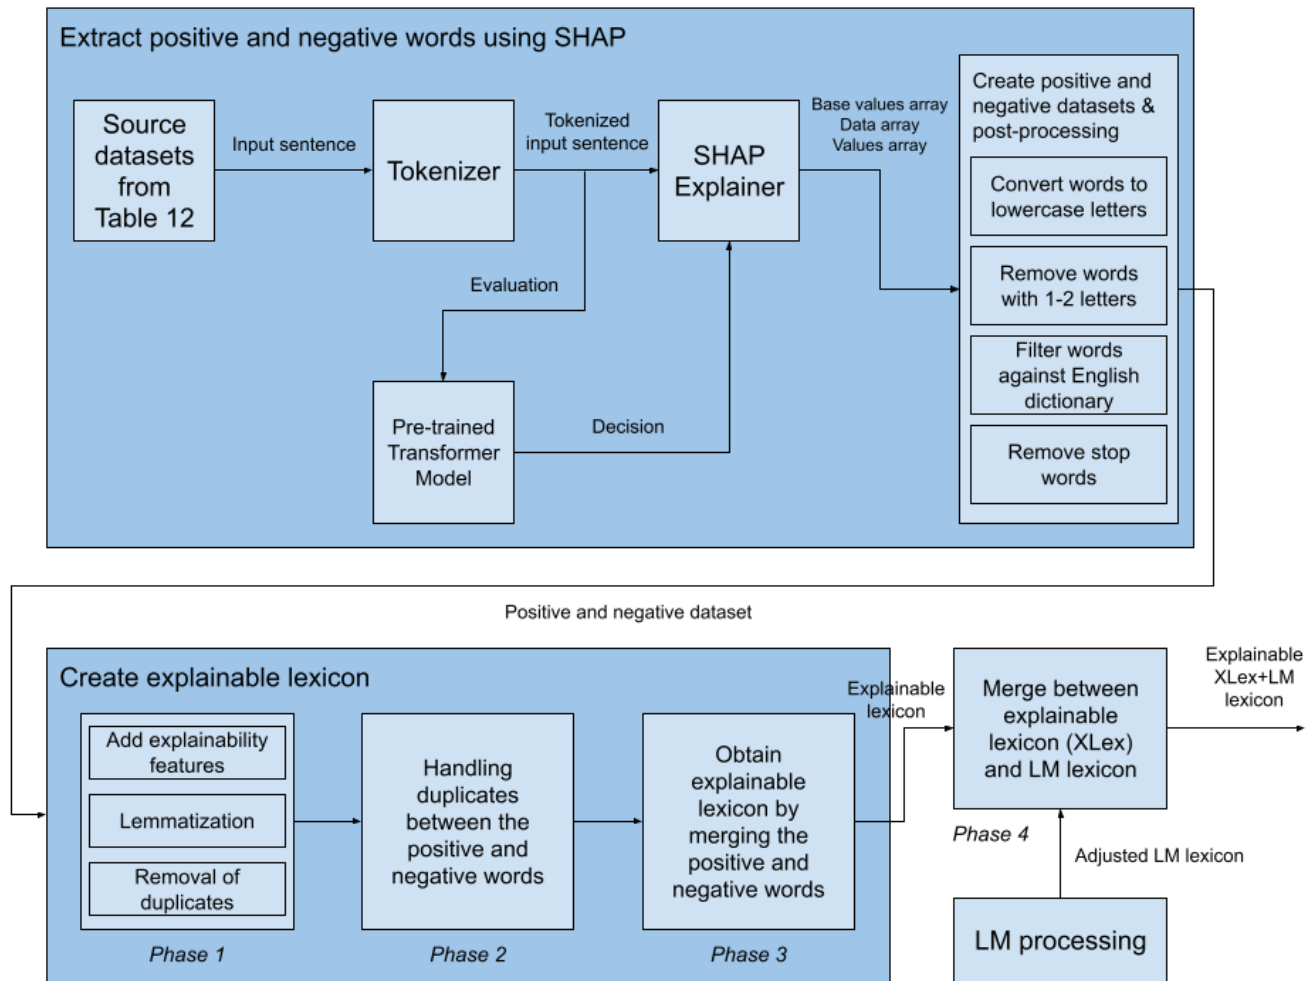 Extract positive and negative words using SHAP
Source
datasets
from
Table 12
Input sentence
Tokenizer
Tokenized
input sentence
SHAP
Explainer
Base values array
Data array
Values array
Create positive and
negative datasets &
post-processing
Convert words to
lowercase letters
Remove words
with 1-2 letters
Filter words
against English
dictionary
Remove stop
words
Evaluation
Pre-trained
Transformer
Model
Decision
Positive and negative dataset
Create explainable lexicon
Add explainability
features
Lemmatization
Removal of
duplicates
Phase 1
Handling
duplicates
between the
positive and
negative words
Phase 2
Obtain
explainable
lexicon by
merging the
positive and
negative words
Phase 3
Explainable
lexicon
Merge between
explainable
lexicon (XLex)
and LM lexicon
Phase 4
Explainable
XLex+LM
lexicon
Adjusted LM lexicon
LM processing